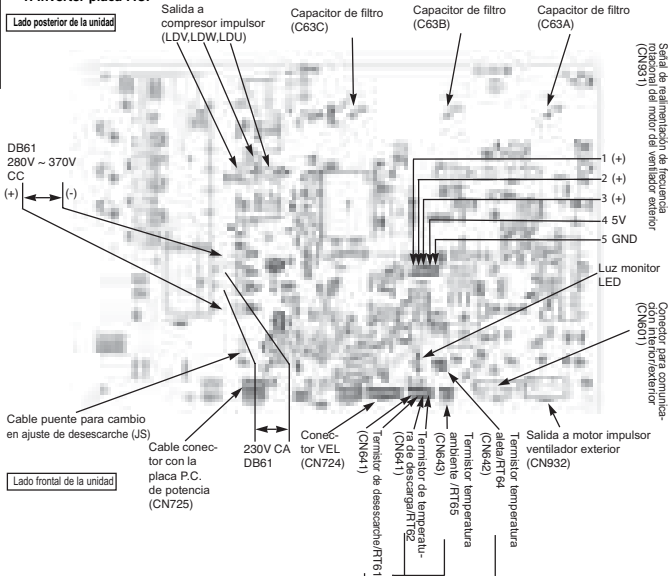 Lado posterior de la unidad
Salida a
compresor impulsor
(LDV,LDW,LDU)
Capacitor de filtro
(C63C)
Capacitor de filtro
(C63B)
Capacitor de filtro
(C63A)
Señal de realimentación de frecuencia
rotacional del motor del ventilador exterior
(CN931)
DB61
280V ~ 370V
CC
(+)
(-)
1 (+)
2 (+)
3 (+)
4 5V
5 GND
Luz monitor
LED
Conector para comunica-
ción interior/exterior
(CN601)
Cable puente para cambio
en ajuste de desescarche (JS)
Cable conec-
tor con la
placa P.C.
de potencia
(CN725)
230V CA
DB61
Conec-
tor VEL
(CN724)
Termistor de desescarche/RT61
(CN641)
Termistor de temperatu-
ra de descarga/RT62
(CN641)
Termistor temperatura
ambiente /RT65
(CN643)
Termistor temperatura
aleta/RT64
(CN642)
Salida a motor impulsor
ventilador exterior
(CN932)
Lado frontal de la unidad